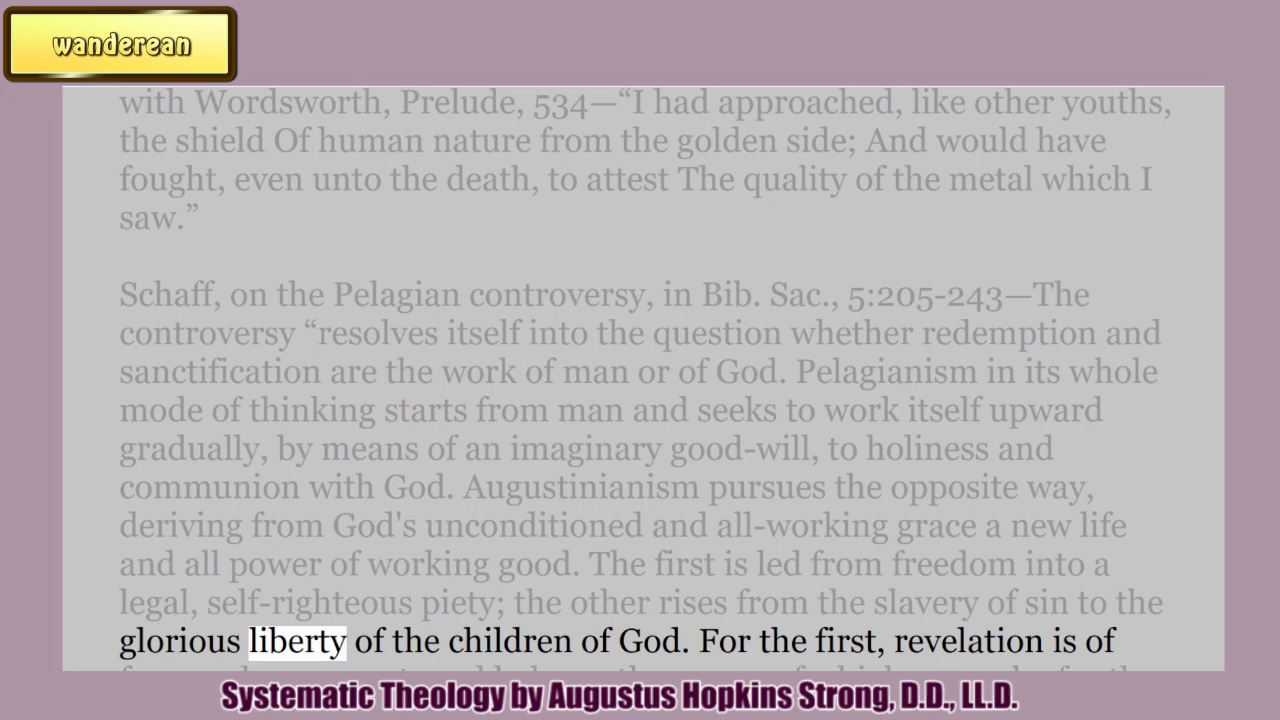 wanderean
with Wordsworth, Prelude, 534—“I had approached, like other youths,
the shield Of human nature from the golden side; And would have
fought, even unto the death, to attest The quality of the metal which I
saw.”
Schaff, on the Pelagian controversy, in Bib. Sac., 5:205-243—The
controversy “resolves itself into the question whether redemption and
sanctification are the work of man or of God. Pelagianism in its whole
mode of thinking starts from man and seeks to work itself upward
gradually, by means of an imaginary good-will, to holiness and
communion with God. Augustinianism pursues the opposite way,
deriving from God's unconditioned and all-working grace a new life
and all power of working good. The first is led from freedom into a
legal, self-righteous piety; the other rises from the slavery of sin to the
glorious liberty of the children of God. For the first, revelation is of
Systematic Theology by Augustus Hopkins Strong, D.D., LL.D.